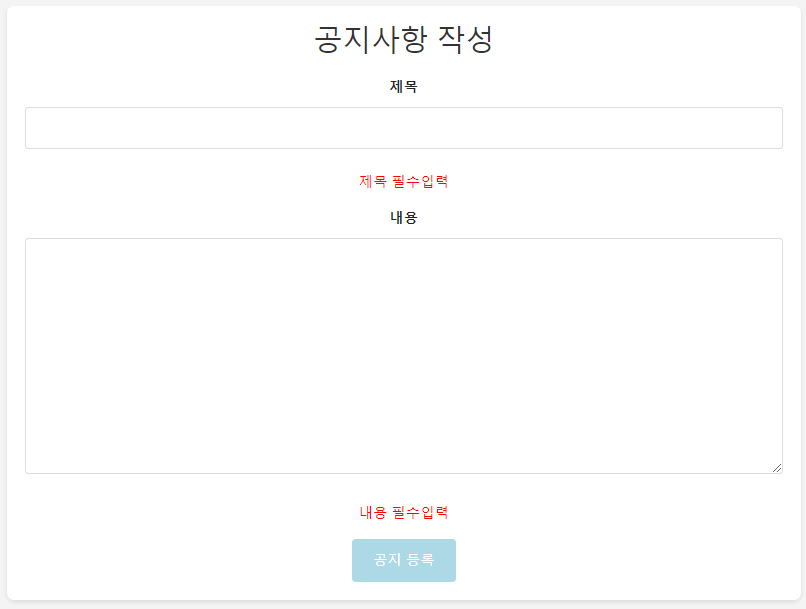 공지사항 작성
제목
제목 필수입력
내용
내용 필수입력
공지 등록